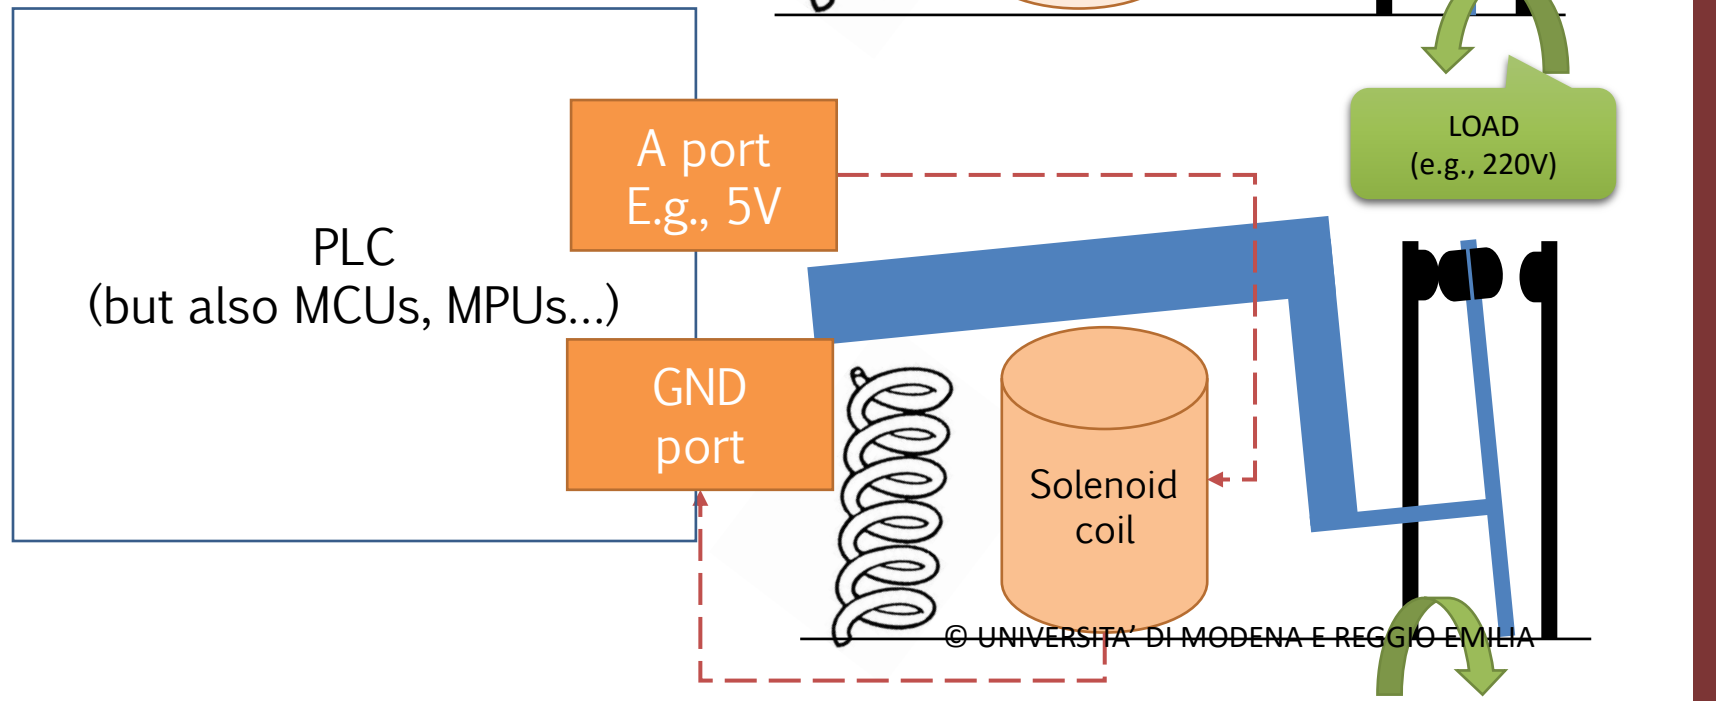 A port
E.g., 5V
LOAD
(e.g., 220V)
PLC
(but also MCUs, MPUs...)
GND
port
Solenoid
coil
© UNIVERSITA' DI MODENA E REGGIO EMILIA